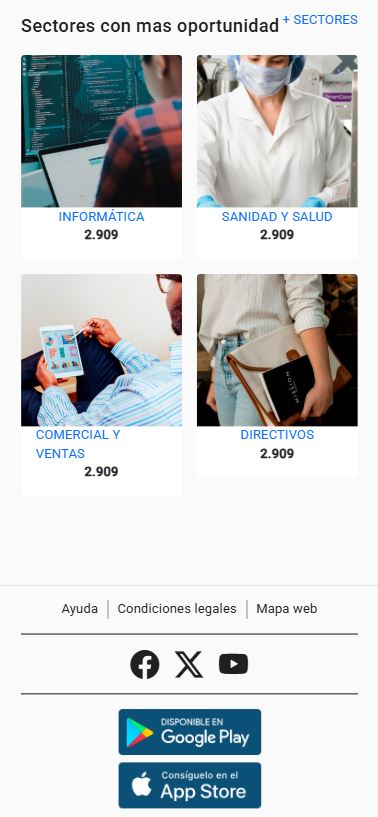 Sectores con mas oportunidad
+ SECTORES
INFORMÁTICA
2.909
SANIDAD Y SALUD
2.909
COMERCIAL Y
VENTAS
2.909
MISSION
DIRECTIVOS
2.909
Ayuda
Condiciones legales
Mapa web
DISPONIBLE EN
Google Play
Consíguelo en el
App Store